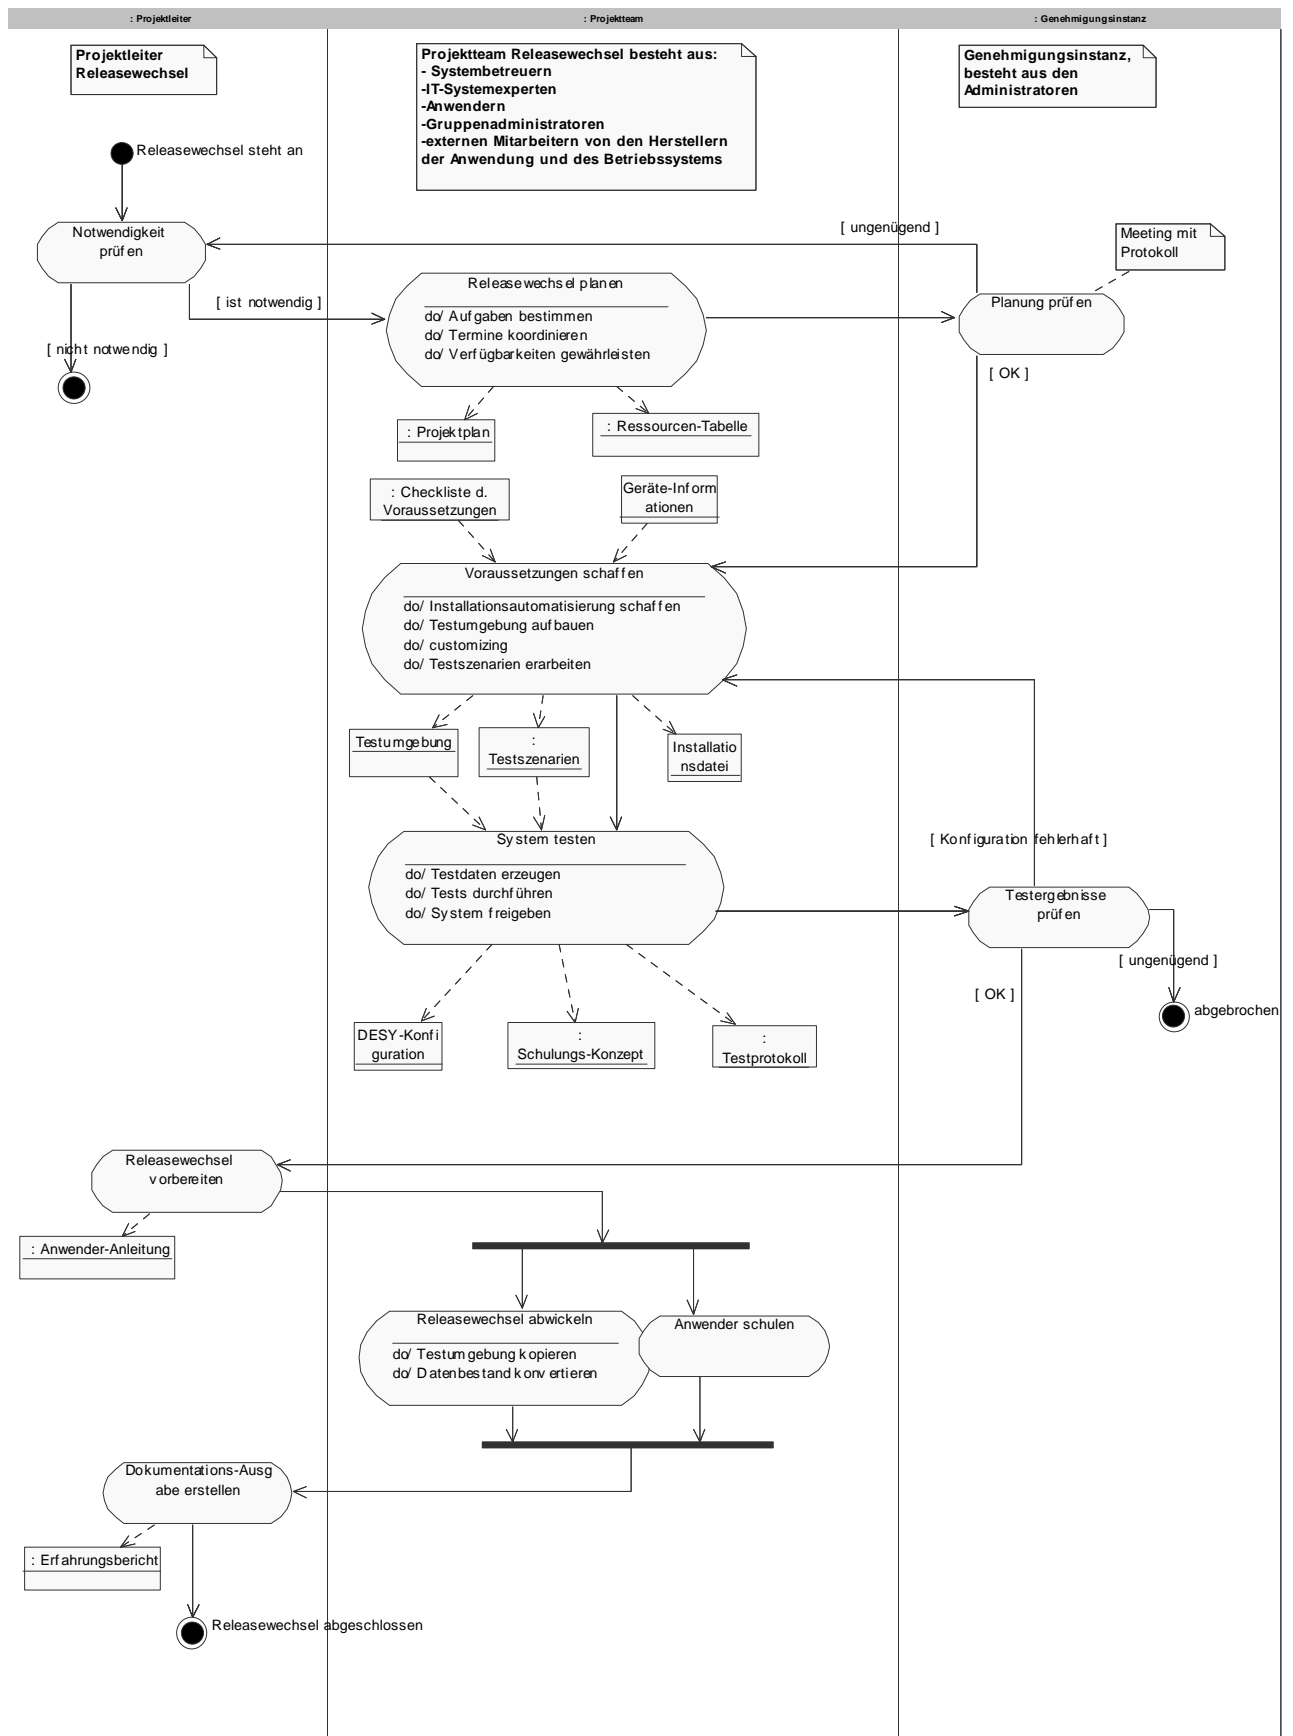 : Projektleiter
: Projektteam
: Genehmigungsinstanz
Projektleiter
Releasewechsel
Projektteam Releasewechsel besteht aus:
- Systembetreuern
-IT-Systemexperten
-Anwendern
-Gruppenadministratoren
-externen Mitarbeitern von den Herstellern
der Anwendung und des Betriebssystems
Genehmigungsinstanz,
besteht aus den
Administratoren
Releasewechsel steht an
Notwendigkeit
prüfen
[ ungenügend ]
Meeting mit
Protokoll
[ ist notwendig ]
Releasewechsel planen
do/ Aufgaben bestimmen
do/ Termine koordinieren
do/ Verfügbarkeiten gewährleisten
Planung prüfen
[ nicht notwendig ]
[ OK ]
: Projektplan
: Ressourcen-Tabelle
: Checkliste d.
Voraussetzungen
Geräte-Inform
ationen
Voraussetzungen schaffen
do/ Installationsautomatisierung schaffen
do/ Testumgebung aufbauen
do/ customizing
do/ Testszenarien erarbeiten
Testumgebung
:
Testszenarien
Installatio
nsdatei
System testen
do/ Testdaten erzeugen
do/ Tests durchführen
do/ System freigeben
[ Konfiguration fehlerhaft ]
Testergebnisse
prüfen
[ ungenügend ]
[ OK ]
abgebrochen
DESY-Konfi
guration
:
Schulungs-Konzept
:
Testprotokoll
Releasewechsel
vorbereiten
: Anwender-Anleitung
Releasewechsel abwickeln
do/ Testumgebung kopieren
do/ Datenbestand konvertieren
Anwender schulen
Dokumentations-Ausg
abe erstellen
: Erfahrungsbericht
Releasewechsel abgeschlossen